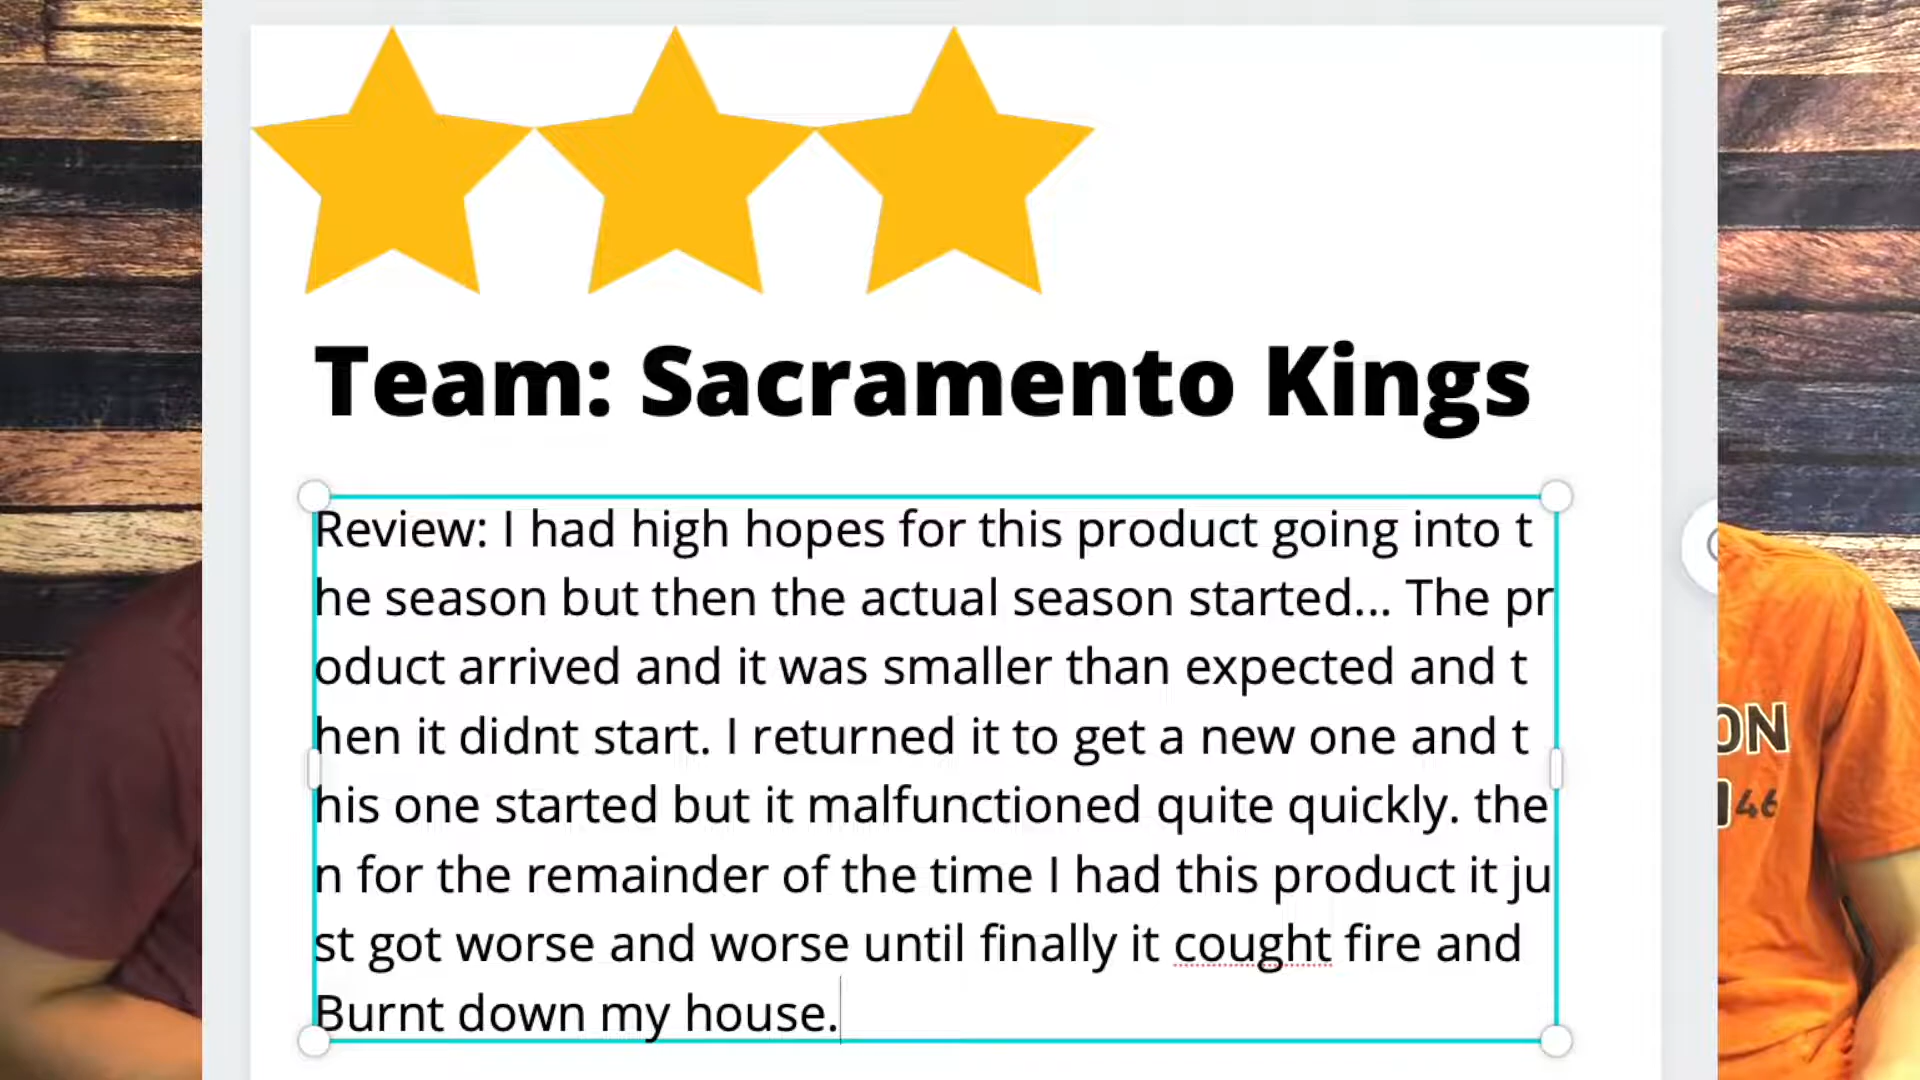 Team: Sacramento Kings
Review: I had high hopes for this product going into t
he season but then the actual season started... The pr
oduct arrived and it was smaller than expected and t
hen it didnt start. I returned it to get a new one and t
his one started but it malfunctioned quite quickly. the
n for the remainder of the time I had this product it ju
st got worse and worse until finally it cought fire and
Burnt down my house.
ON
46